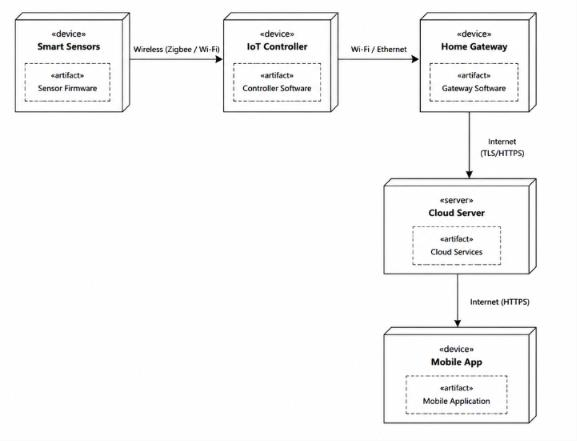 «device»
Smart Sensors
«artifact»
Sensor Firmware
Wireless (Zigbee / Wi-Fi)
«device»
IoT Controller
«artifact»
Controller Software
Wi-Fi / Ethernet
«device»
Home Gateway
«artifact»
Gateway Software
Internet
(TLS/HTTPS)
«server»
Cloud Server
«artifact»
Cloud Services
Internet (HTTPS)
«device»
Mobile App
«artifact»
Mobile Application